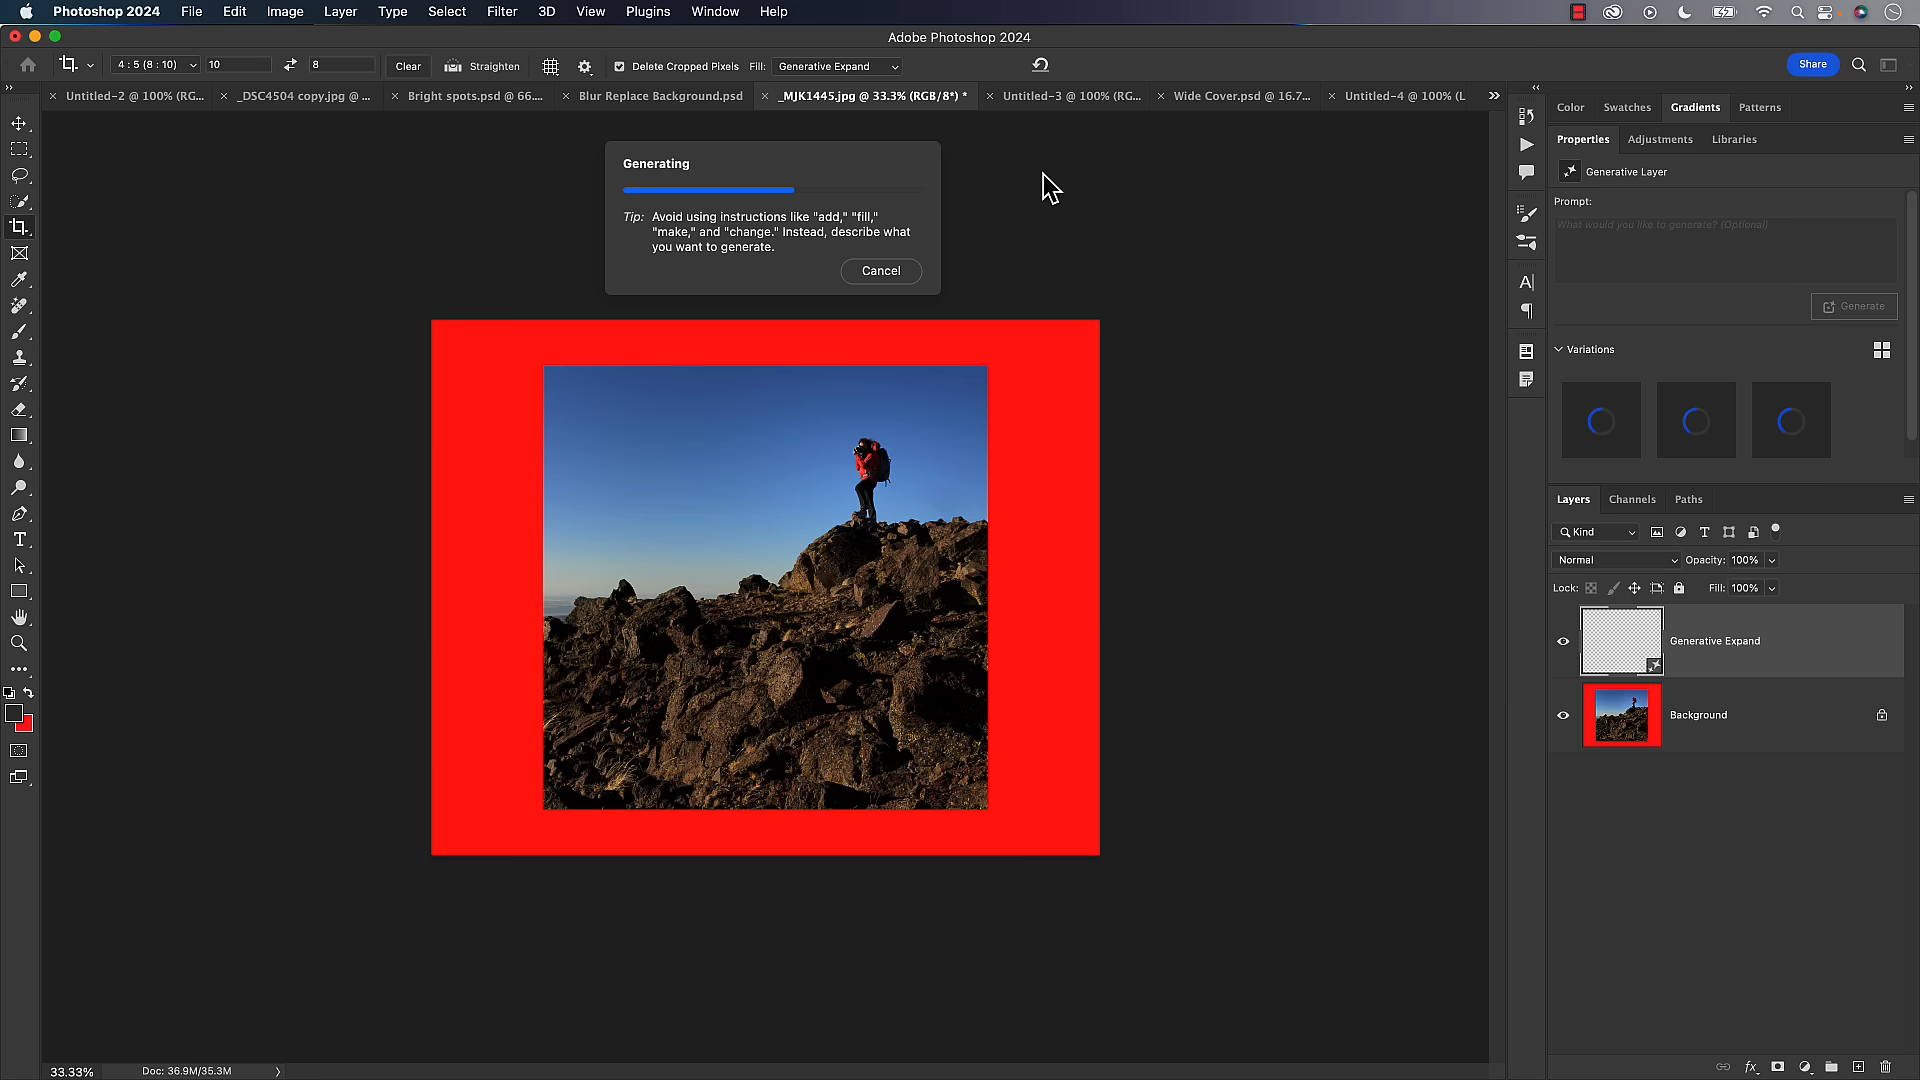 Photoshop 2024 File Edit Image Layer Type Select Filter 3D View Plugins Window Help
Adobe Photoshop 2024
4 : 5 (8 : 10) 10 8 Clear Straighten Delete Cropped Pixels Fill: Generative Expand Share
Untitled-2 @ 100% (RG... _DSC4504 copy.jpg @ ... Bright spots.psd @ 66.... Blur Replace Background.psd _MJK1445.jpg @ 33.3% (RGB/8*) * Untitled-3 @ 100% (RG... Wide Cover.psd @ 16.7... Untitled-4 @ 100% (L
Color Swatches Gradients Patterns
Properties Adjustments Libraries
Generative Layer
Prompt:
What would you like to generate? (Optional)
Generate
Variations
Generating
Tip: Avoid using instructions like "add," "fill,"
"make," and "change." Instead, describe what
you want to generate.
Cancel
Layers Channels Paths
Kind
Normal Opacity: 100%
Lock: Fill: 100%
Generative Expand
Background
33.33% Doc: 36.9M/35.3M